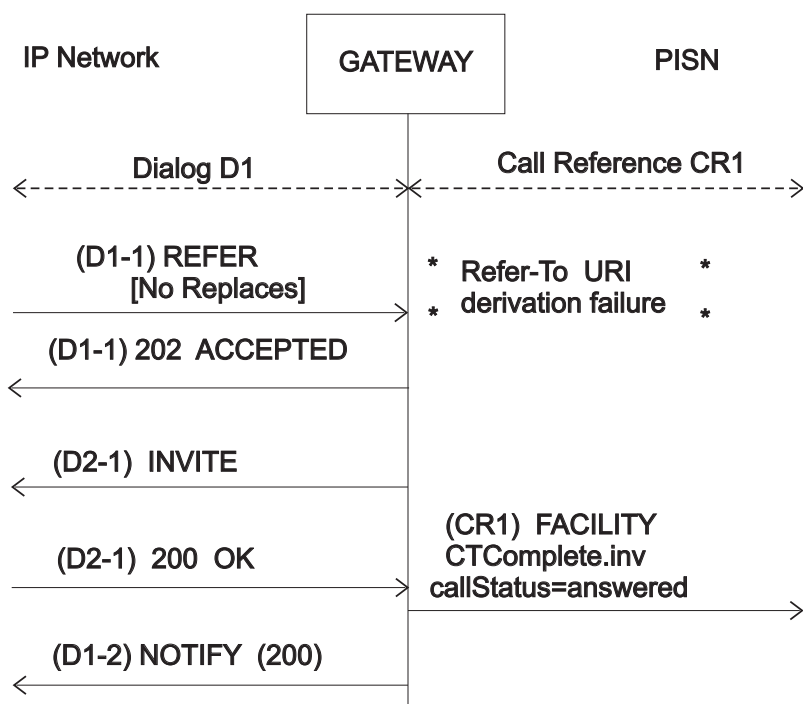 IP Network
GATEWAY
PISN
Dialog D1
Call Reference CR1
(D1-1) REFER
[No Replaces]
* Refer-To URI *
* derivation failure *
(D1-1) 202 ACCEPTED
(D2-1) INVITE
(CR1) FACILITY
CTComplete.inv
callStatus=answered
(D2-1) 200 OK
(D1-2) NOTIFY (200)